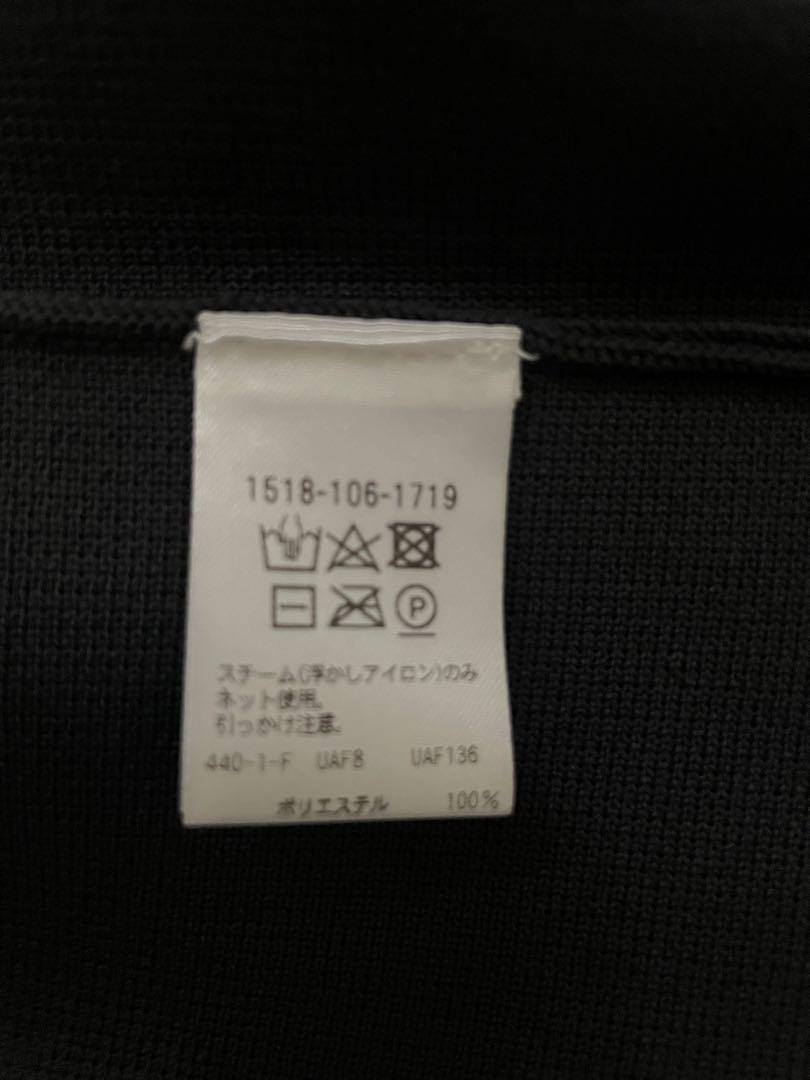 1518-106-1719
P
スチーム(浮かしアイロン)のみ
ネット使用。
引っかけ注意。
440-1-F UAF8 UAF136
ポリエステル 100%